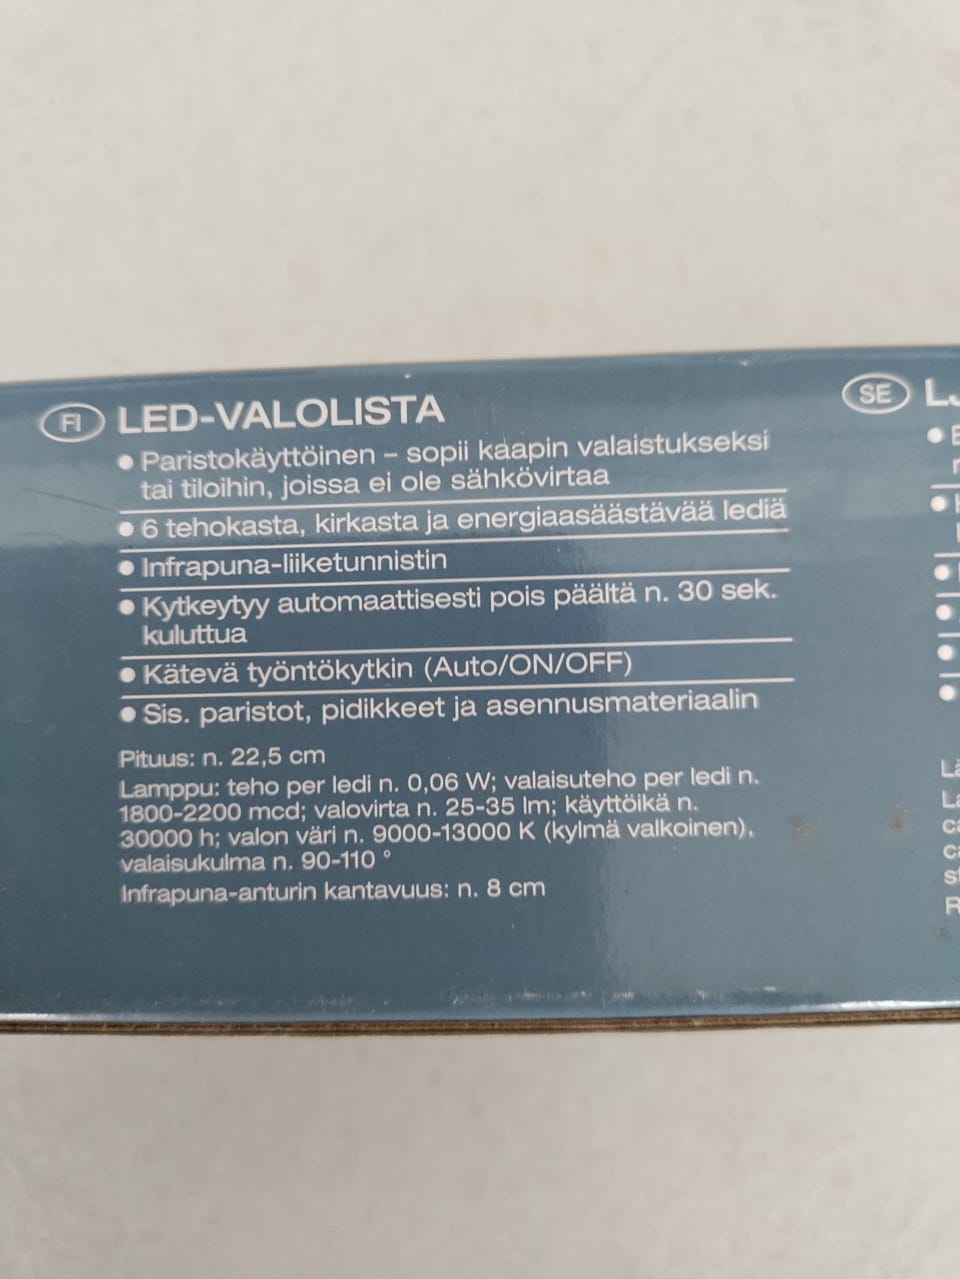 FI LED-VALOLISTA
• Paristokäyttöinen – sopii kaapin valaistukseksi
tai tiloihin, joissa ei ole sähkövirtaa
• 6 tehokasta, kirkasta ja energiaasäästävää lediä
• Infrapuna-liiketunnistin
• Kytkeytyy automaattisesti pois päältä n. 30 sek.
kuluttua
• Kätevä työntökytkin (Auto/ON/OFF)
• Sis. paristot, pidikkeet ja asennusmateriaalin
Pituus: n. 22,5 cm
Lamppu: teho per ledi n. 0,06 W; valaisuteho per ledi n.
1800-2200 mcd; valovirta n. 25-35 lm; käyttöikä n.
30000 h; valon väri n. 9000-13000 K (kylmä valkoinen),
valaisukulma n. 90-110 °
Infrapuna-anturin kantavuus: n. 8 cm
SE